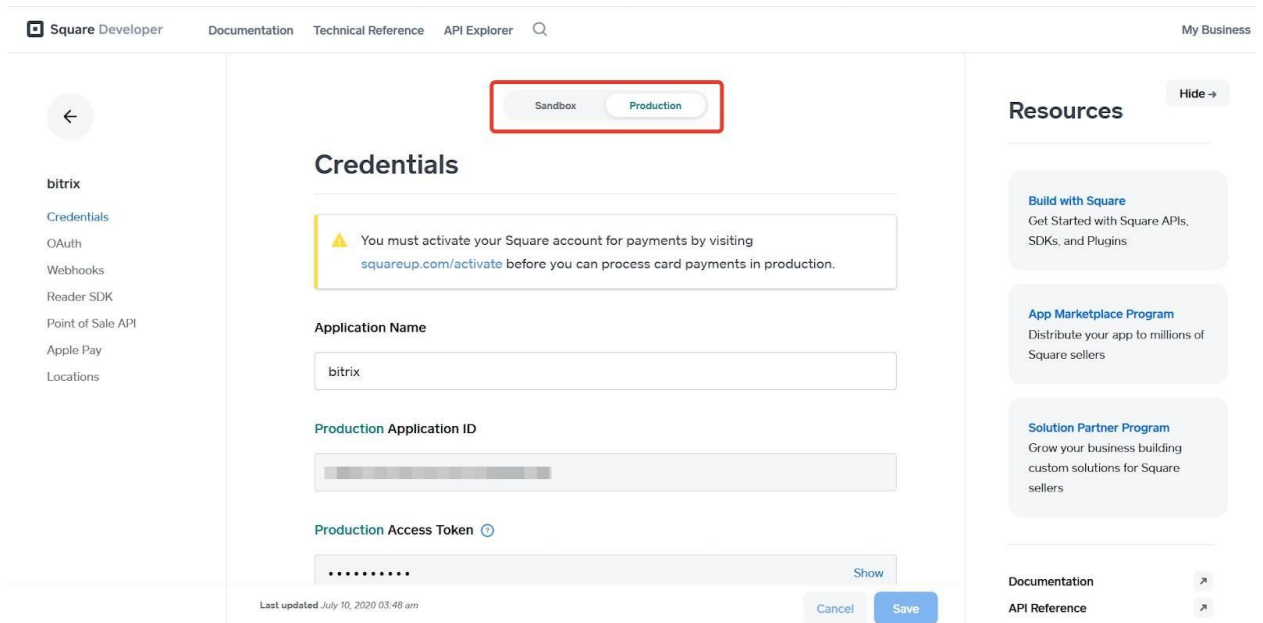 Square Developer
Documentation
Technical Reference
API Explorer
My Business
bitrix
Credentials
OAuth
Webhooks
Reader SDK
Point of Sale API
Apple Pay
Locations
Sandbox
Production
Credentials
You must activate your Square account for payments by visiting
squareup.com/activate before you can process card payments in production.
Application Name
bitrix
Production Application ID
Production Access Token
••••••••••
Show
Last updated July 10, 2020 03:48 am
Cancel
Save
Hide →
Resources
Build with Square
Get Started with Square APIs,
SDKs, and Plugins
App Marketplace Program
Distribute your app to millions of
Square sellers
Solution Partner Program
Grow your business building
custom solutions for Square
sellers
Documentation
API Reference